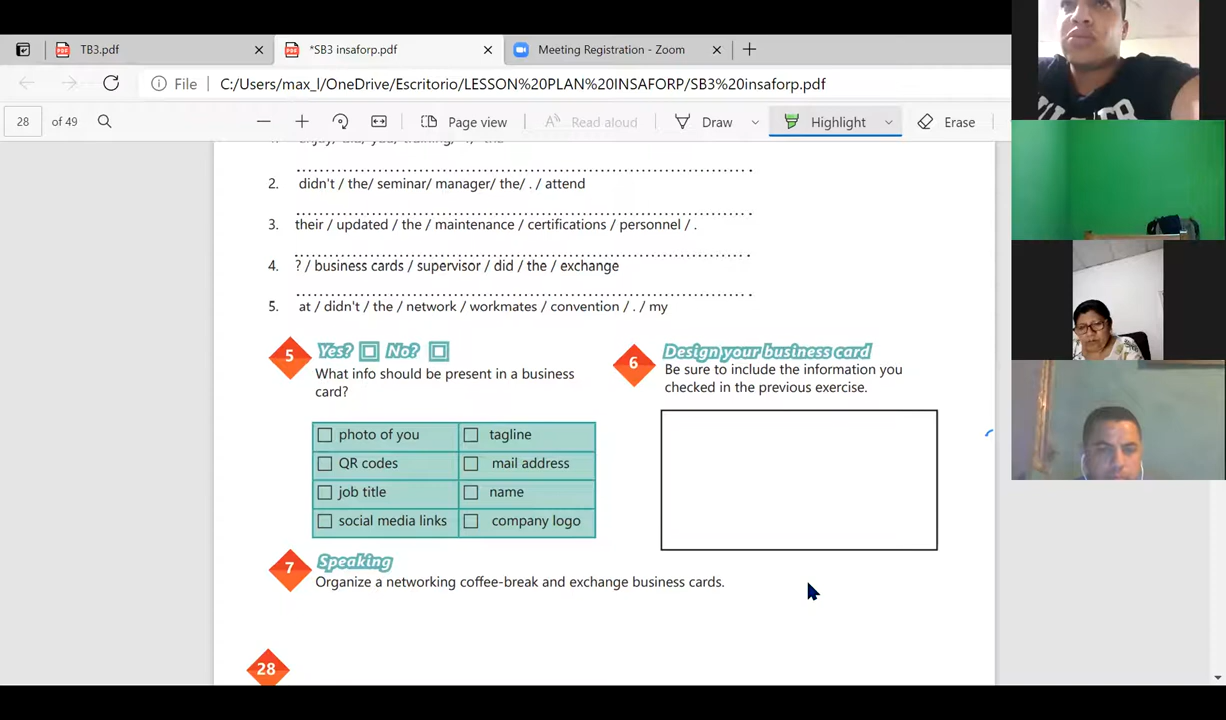 TB3.pdf
*SB3 insaforp.pdf
Meeting Registration - Zoom
File
C:/Users/max_l/OneDrive/Escritorio/LESSON%20PLAN%20INSAFORP/SB3%20insaforp.pdf
28 of 49
Page view
Read aloud
Draw
Highlight
Erase
2. didn't / the/ seminar/ manager/ the/ . / attend
3. their / updated / the / maintenance / certifications / personnel / .
4. ? / business cards / supervisor / did / the / exchange
5. at / didn't / the / network / workmates / convention / . / my
5 Yes? No?
What info should be present in a business
card?
photo of you tagline
QR codes mail address
job title name
social media links company logo
6 Design your business card
Be sure to include the information you
checked in the previous exercise.
7 Speaking
Organize a networking coffee-break and exchange business cards.
28